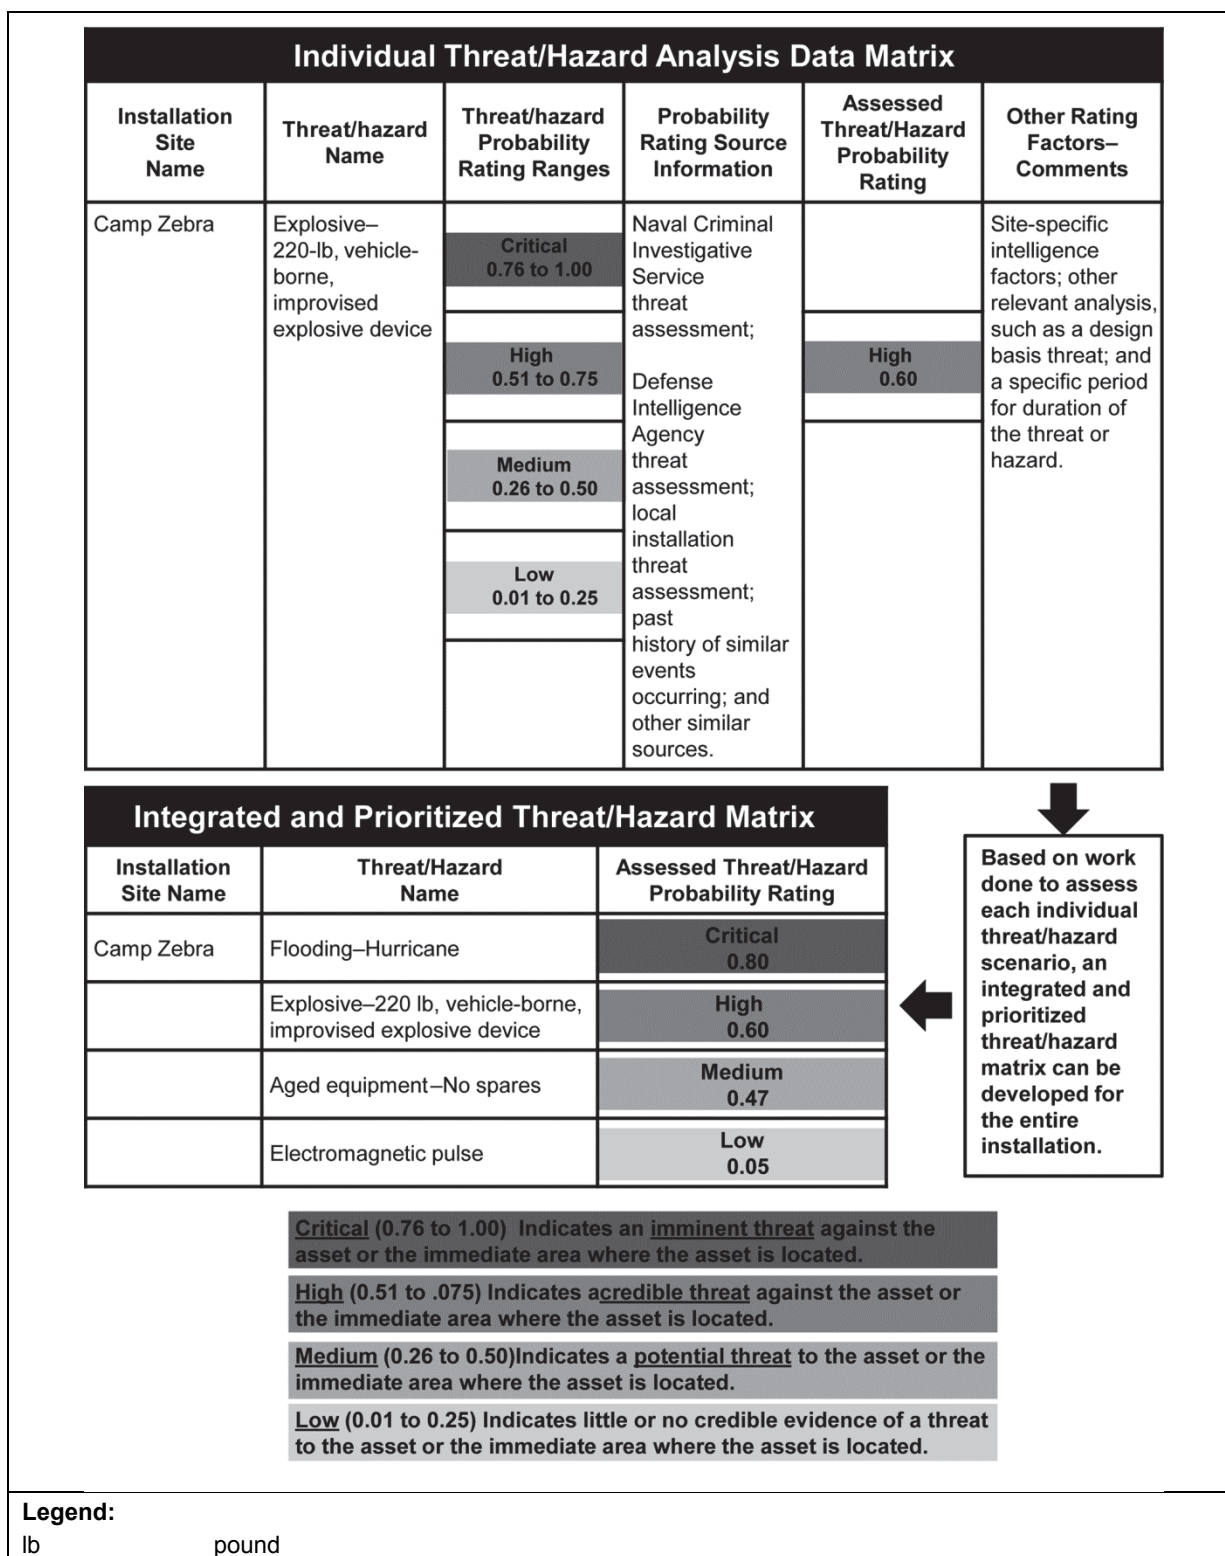 Individual Threat/Hazard Analysis Data Matrix
Installation
Site
Name
Threat/hazard
Name
Threat/hazard
Probability
Rating Ranges
Probability
Rating Source
Information
Assessed
Threat/Hazard
Probability
Rating
Other Rating
Factors–
Comments
Camp Zebra
Explosive–
220-lb, vehicle-
borne,
improvised
explosive device
Critical
0.76 to 1.00
High
0.51 to 0.75
Medium
0.26 to 0.50
Low
0.01 to 0.25
Naval Criminal
Investigative
Service
threat
assessment;
Defense
Intelligence
Agency
threat
assessment;
local
installation
threat
assessment;
past
history of similar
events
occurring; and
other similar
sources.
High
0.60
Site-specific
intelligence
factors; other
relevant analysis,
such as a design
basis threat; and
a specific period
for duration of
the threat or
hazard.
Integrated and Prioritized Threat/Hazard Matrix
Installation
Site Name
Threat/Hazard
Name
Assessed Threat/Hazard
Probability Rating
Camp Zebra
Flooding–Hurricane
Critical
0.80
Explosive–220 lb, vehicle-borne,
improvised explosive device
High
0.60
Aged equipment–No spares
Medium
0.47
Electromagnetic pulse
Low
0.05
Based on work
done to assess
each individual
threat/hazard
scenario, an
integrated and
prioritized
threat/hazard
matrix can be
developed for
the entire
installation.
Critical (0.76 to 1.00) Indicates an imminent threat against the
asset or the immediate area where the asset is located.
High (0.51 to .075) Indicates acredible threat against the asset or
the immediate area where the asset is located.
Medium (0.26 to 0.50)Indicates a potential threat to the asset or the
immediate area where the asset is located.
Low (0.01 to 0.25) Indicates little or no credible evidence of a threat
to the asset or the immediate area where the asset is located.
Legend:
lb pound